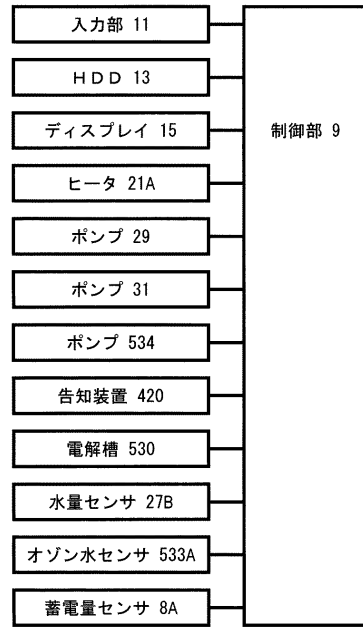 入力部 11
HDD 13
ディスプレイ 15
制御部 9
ヒータ 21A
ポンプ 29
ポンプ 31
ポンプ 534
告知装置 420
電解槽 530
水量センサ 27B
オゾン水センサ 533A
蓄電量センサ 8A